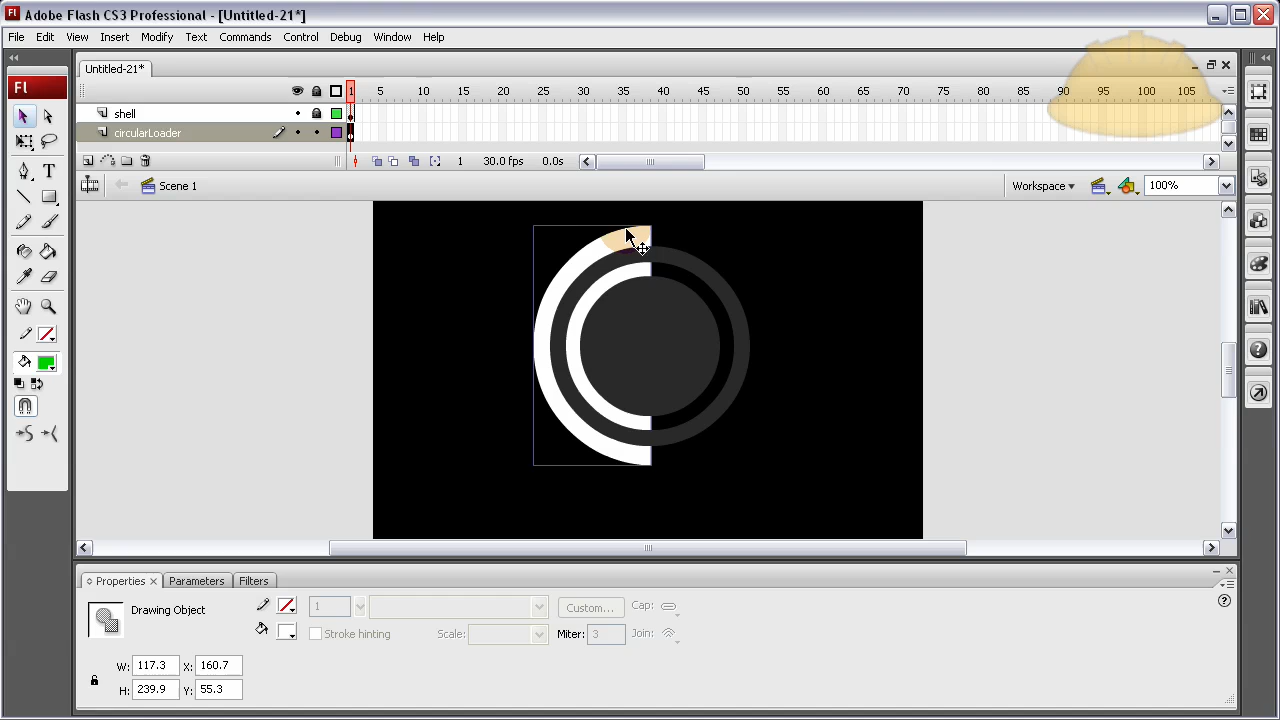 Adobe Flash CS3 Professional - [Untitled-21*]
File Edit View Insert Modify Text Commands Control Debug Window Help
Untitled-21*
Fl
1 5 10 15 20 25 30 35 40 45 50 55 60 65 70 75 80 85 90 95 100 105
shell
circularLoader
1 30.0 fps 0.0s
Scene 1 Workspace 100%
Properties Parameters Filters
Drawing Object
1 Custom... Cap:
Stroke hinting Scale: Miter: 3 Join:
W: 117.3 X: 160.7
H: 239.9 Y: 55.3